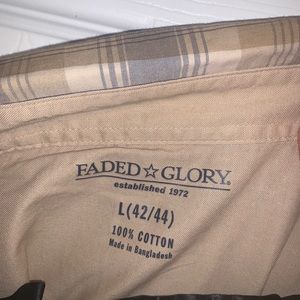 FADED☆GLORY®
established 1972
L(42/44)
100% COTTON
Made in Bangladesh